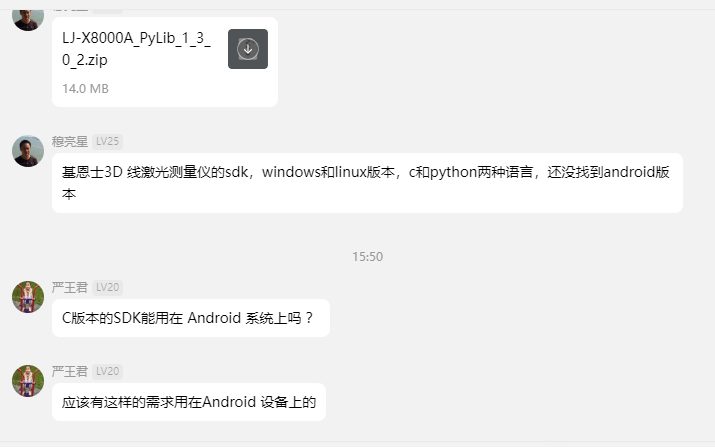 LJ-X8000A_PyLib_1_3_
0_2.zip
14.0 MB
穆亮星 LV25
基恩士3D 线激光测量仪的sdk，windows和linux版本，c和python两种语言，还没找到android版
本
15:50
严王君 LV20
C版本的SDK能用在 Android 系统上吗？
严王君 LV20
应该有这样的需求用在Android 设备上的